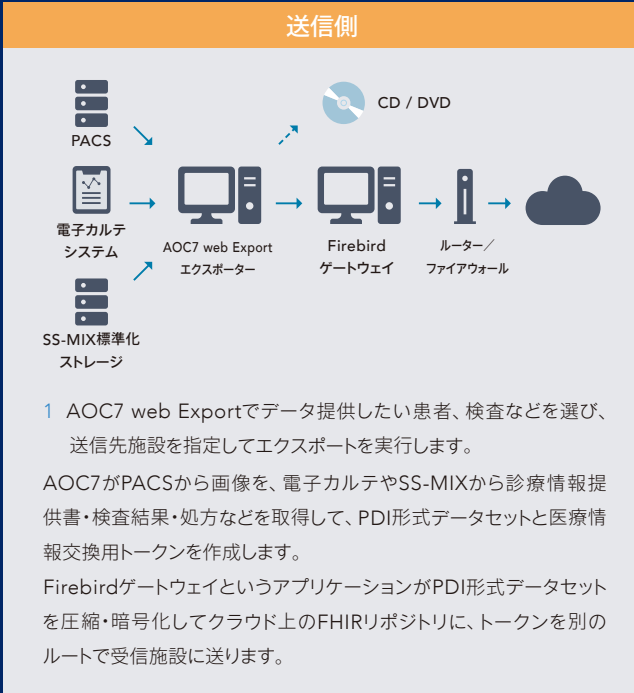 送信側
CD / DVD
PACS
電子カルテ
システム
AOC7 web Export
エクスポーター
Firebird
ゲートウェイ
ルーター／
ファイアウォール
SS-MIX標準化
ストレージ
1 AOC7 web Exportでデータ提供したい患者、検査などを選び、
送信先施設を指定してエクスポートを実行します。
AOC7がPACSから画像を、電子カルテやSS-MIXから診療情報提
供書・検査結果・処方などを取得して、PDI形式データセットと医療情
報交換用トークンを作成します。
FirebirdゲートウェイというアプリケーションがPDI形式データセット
を圧縮・暗号化してクラウド上のFHIRリポジトリに、トークンを別の
ルートで受信施設に送ります。